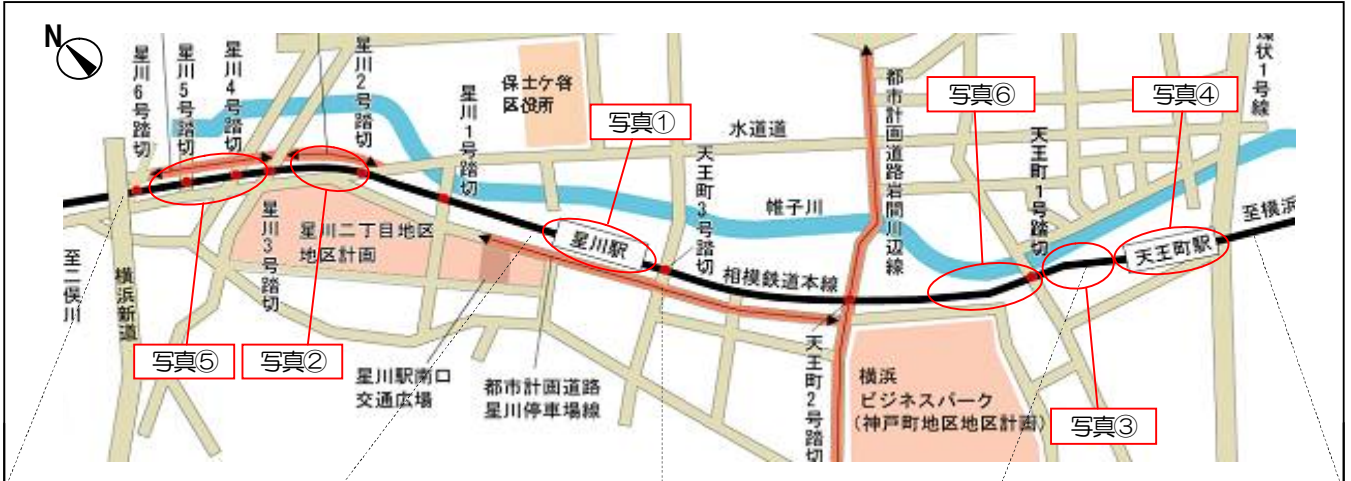 N
星川6号踏切
星川5号踏切
星川4号踏切
星川2号踏切
星川1号踏切
保土ケ谷
区役所
写真①
水道道
天王町3号踏切
都市計画道路岩間川辺線
写真⑥
天王町1号踏切
写真④
環状1号線
至二俣川
横浜新道
星川3号踏切
星川二丁目地区
地区計画
星川駅
帷子川
相模鉄道本線
天王町駅
至横浜
写真⑤
写真②
星川駅南口
交通広場
都市計画道路
星川停車場線
天王町2号踏切
横浜
ビジネスパーク
(神戸町地区地区計画)
写真③